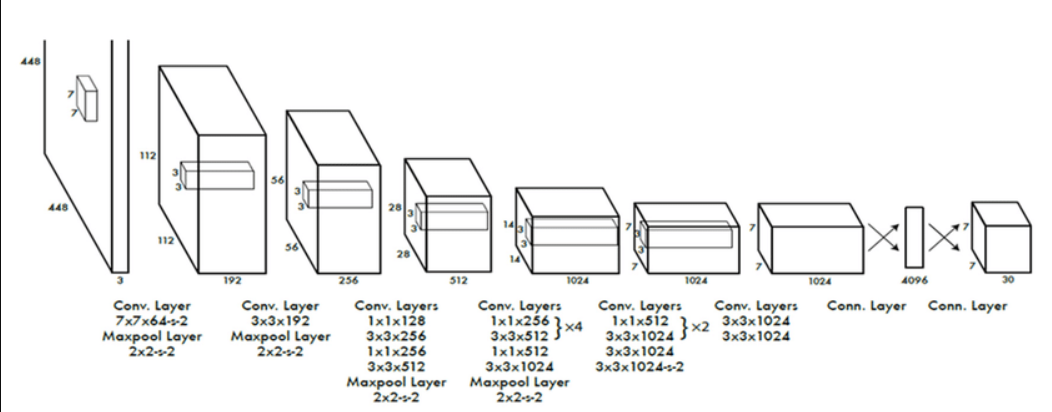 448
7
7
448
3
112
3
3
112
192
56
3
3
56
256
28
3
3
28
512
14
3
3
14
1024
7
3
3
7
1024
7
7
1024
4096
7
7
30
Conv. Layer
7x7x64-s-2
Maxpool Layer
2x2-s-2
Conv. Layer
3x3x192
Maxpool Layer
2x2-s-2
Conv. Layers
1x1x128
3x3x256
1x1x256
3x3x512
Maxpool Layer
2x2-s-2
Conv. Layers
1x1x256
3x3x512 }×4
1x1x512
3x3x1024
Maxpool Layer
2x2-s-2
Conv. Layers
1x1x512
3x3x1024 }×2
3x3x1024
3x3x1024-s-2
Conv. Layers
3x3x1024
3x3x1024
Conn. Layer
Conn. Layer